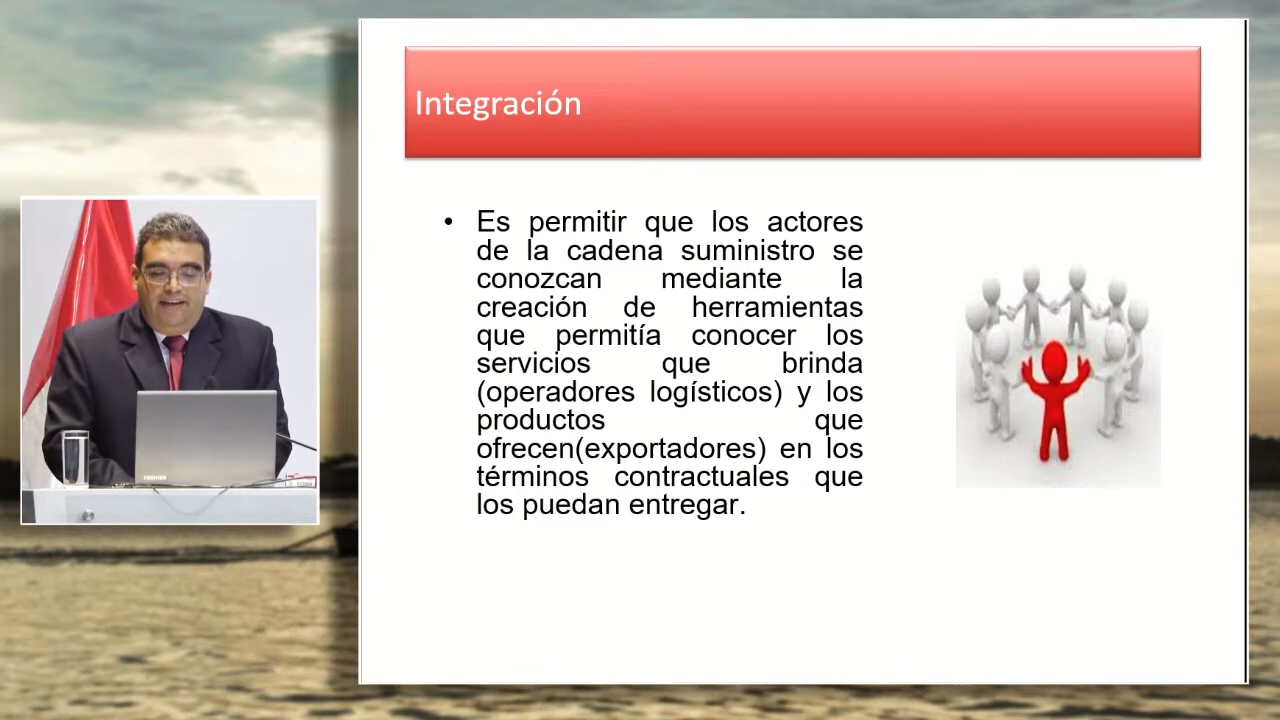 Integración
• Es permitir que los actores
de la cadena suministro se
conozcan mediante la
creación de herramientas
que permitía conocer los
servicios que brinda
(operadores logísticos) y los
productos que
ofrecen(exportadores) en los
términos contractuales que
los puedan entregar.
TOSHIBA